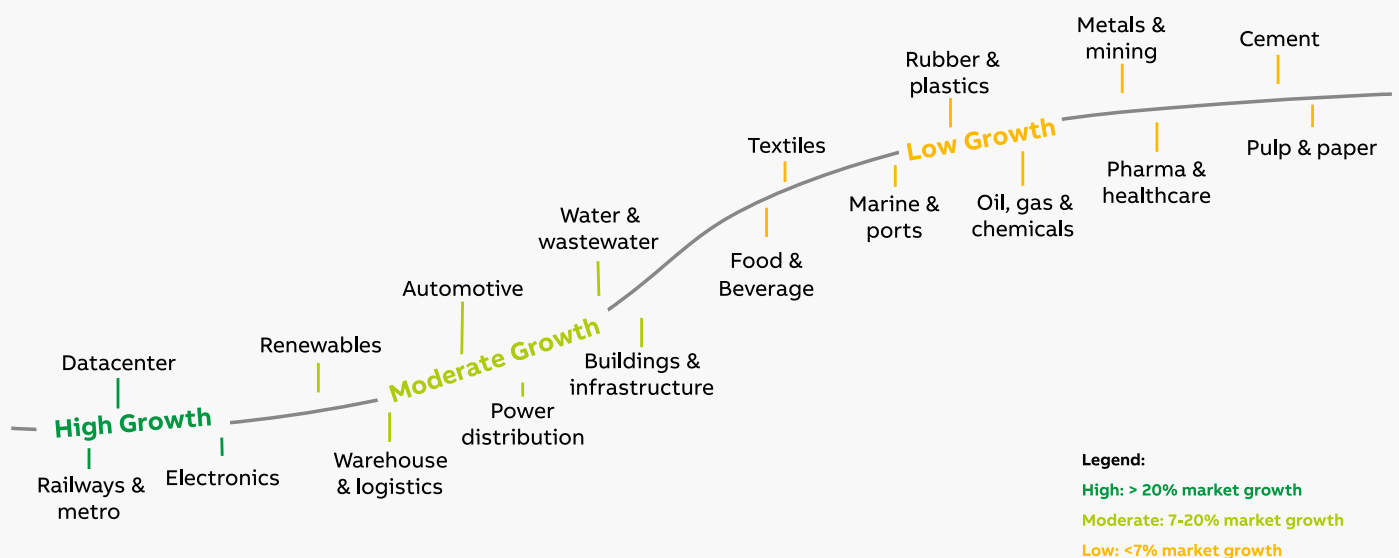 Metals &
mining
Cement
Rubber &
plastics
Low Growth
Textiles
Pulp & paper
Pharma &
healthcare
Marine &
ports
Oil, gas &
chemicals
Water &
wastewater
Food &
Beverage
Automotive
Moderate Growth
Renewables
Buildings &
infrastructure
Datacenter
High Growth
Power
distribution
Warehouse
& logistics
Electronics
Railways &
metro
Legend:
High: > 20% market growth
Moderate: 7-20% market growth
Low: <7% market growth